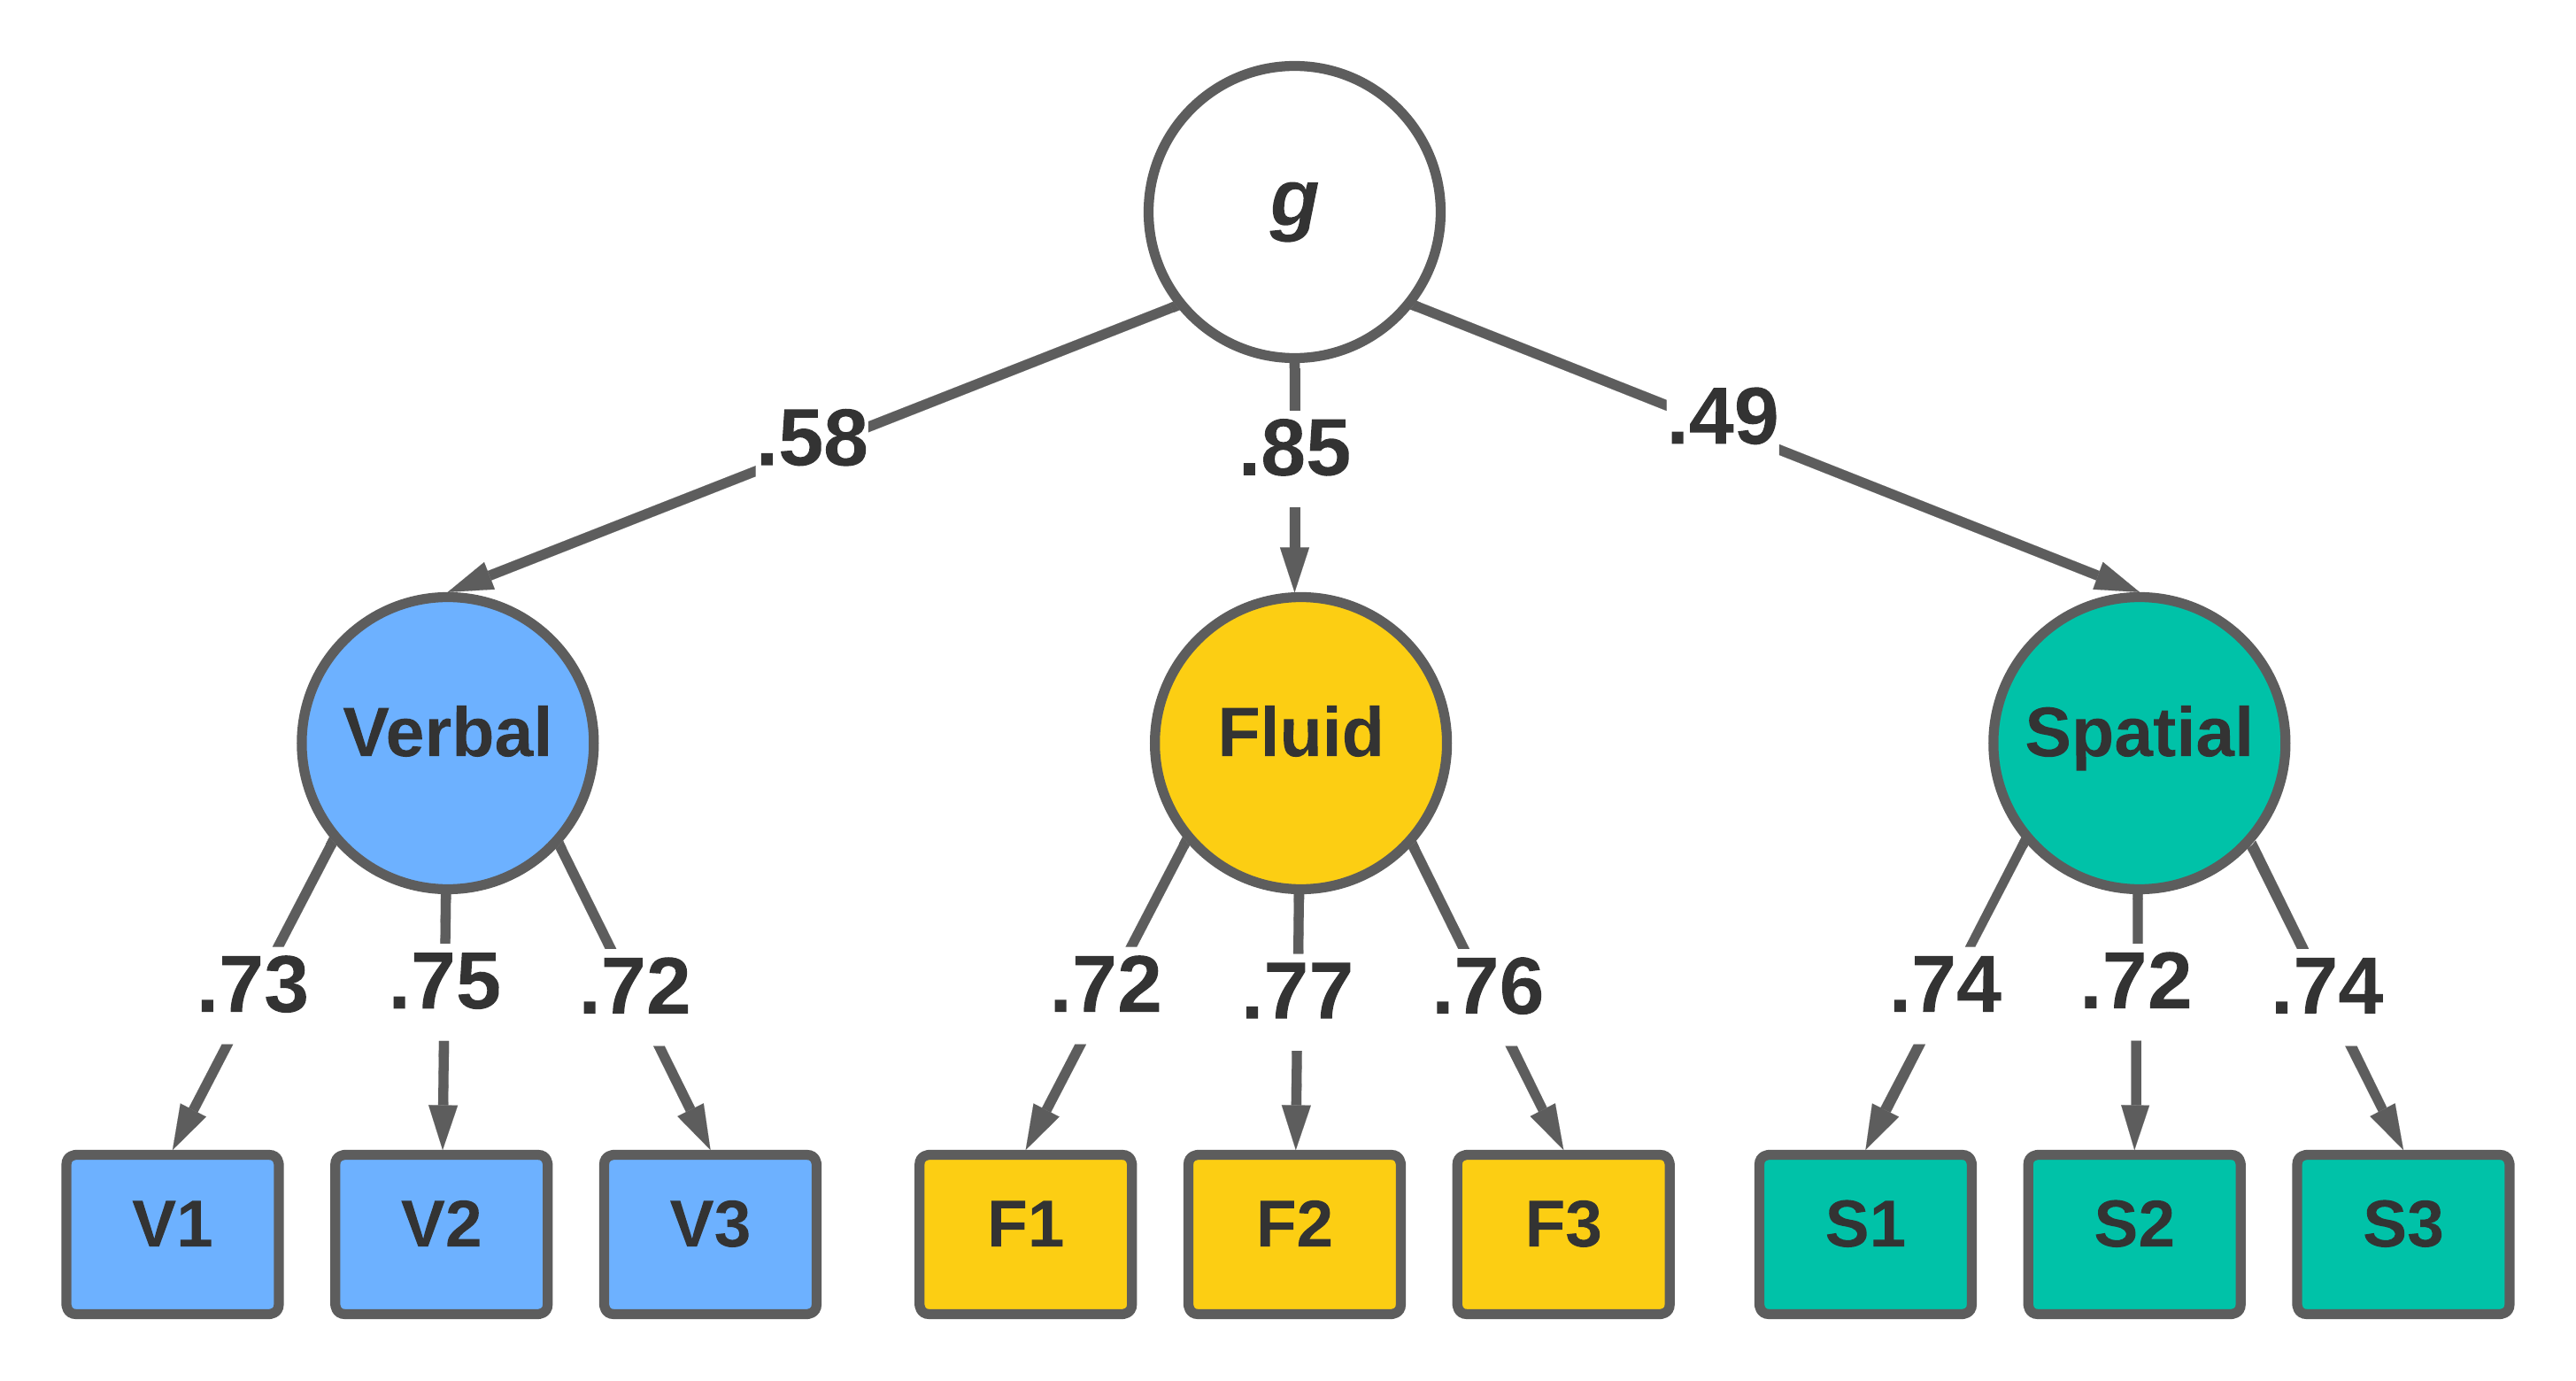 g
.58
.85
.49
Verbal
Fluid
Spatial
.73
.75
.72
.72
.77
.76
.74
.72
.74
V1
V2
V3
F1
F2
F3
S1
S2
S3